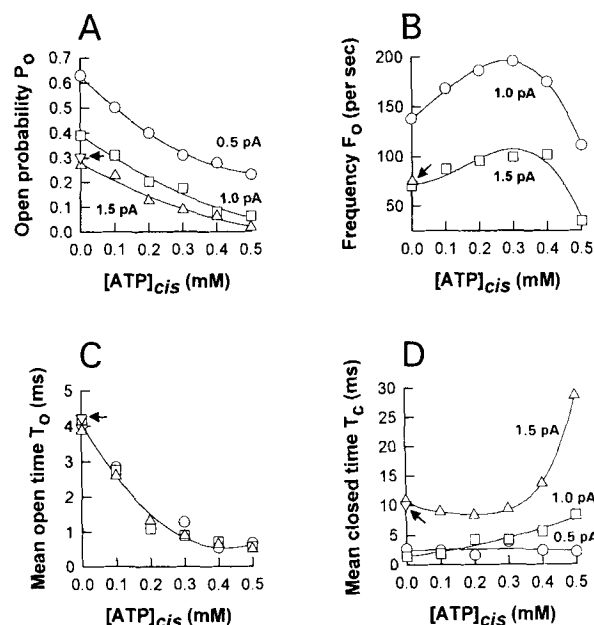 A
Open probability P_O
0.7
0.6
0.5
0.4
0.3
0.2
0.1
0.0
0.5 pA
1.0 pA
1.5 pA
0.0 0.1 0.2 0.3 0.4 0.5
[ATP]cis (mM)
B
Frequency F_O (per sec)
200
150
100
50
1.0 pA
1.5 pA
0.0 0.1 0.2 0.3 0.4 0.5
[ATP]cis (mM)
C
Mean open time T_O (ms)
5
4
3
2
1
0
0.0 0.1 0.2 0.3 0.4 0.5
[ATP]cis (mM)
D
Mean closed time T_C (ms)
30
25
20
15
10
5
0
1.5 pA
1.0 pA
0.5 pA
0.0 0.1 0.2 0.3 0.4 0.5
[ATP]cis (mM)